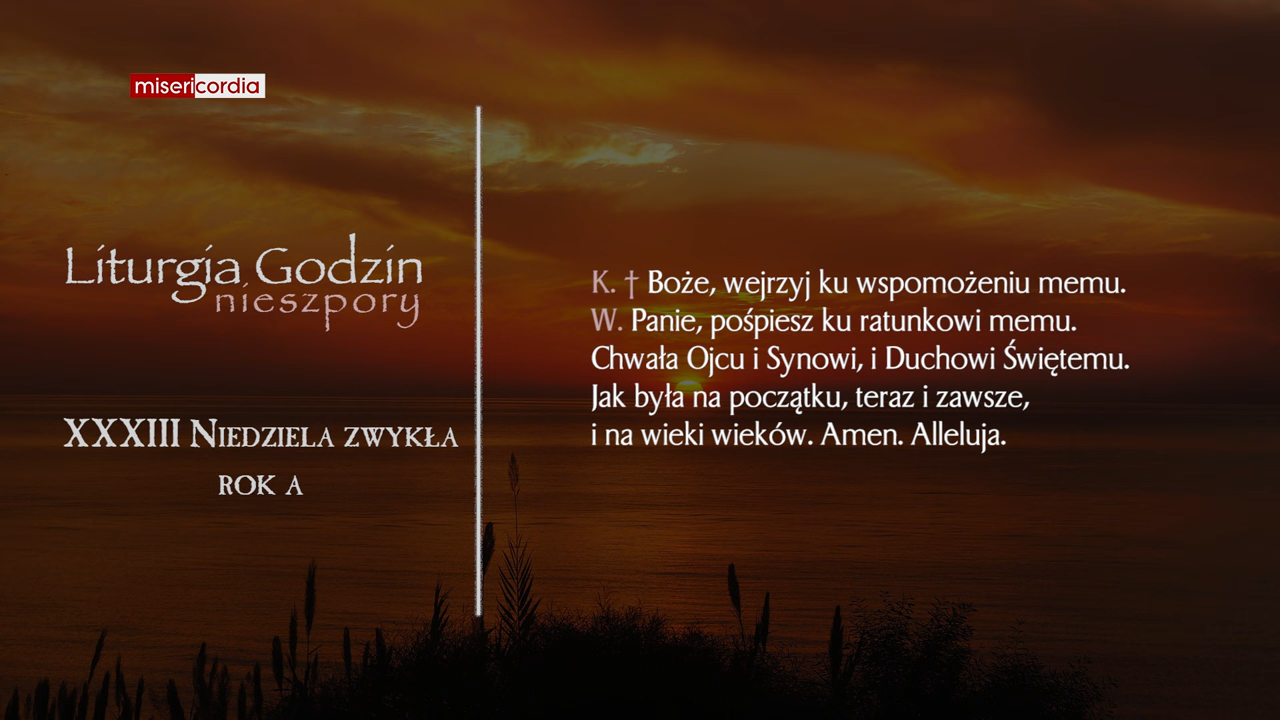 misericordia
Liturgia Godzin
nieszpory
XXXIII Niedziela zwykła
rok A
K. † Boże, wejrzyj ku wspomożeniu memu.
W. Panie, pośpiesz ku ratunkowi memu.
Chwała Ojcu i Synowi, i Duchowi Świętemu.
Jak była na początku, teraz i zawsze,
i na wieki wieków. Amen. Alleluja.